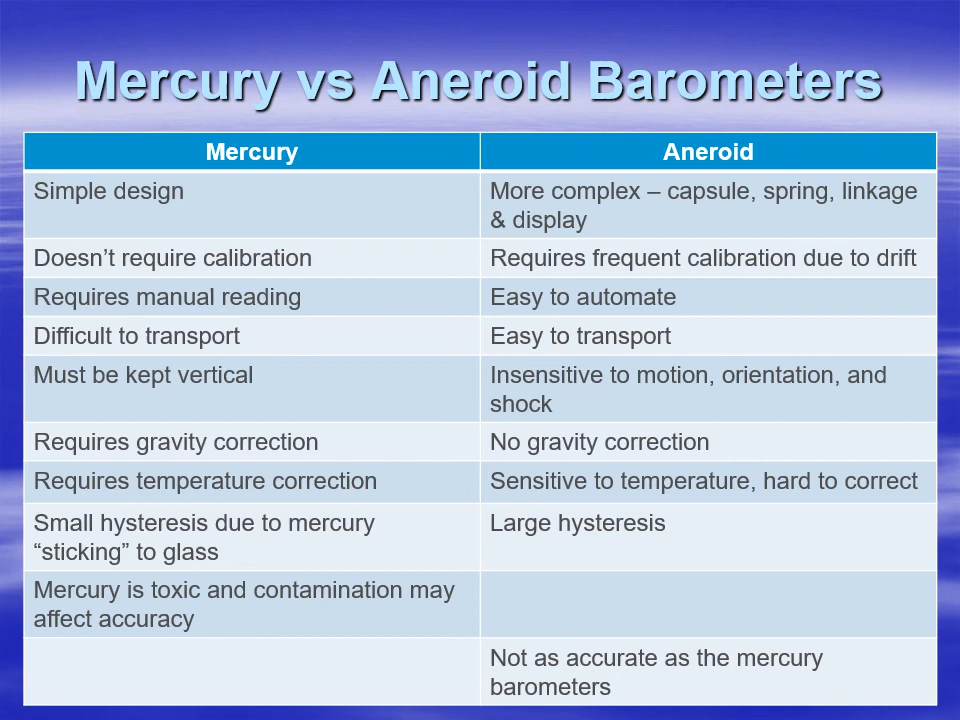 Mercury vs Aneroid Barometers
Mercury
Aneroid
Simple design
More complex – capsule, spring, linkage
& display
Doesn’t require calibration
Requires frequent calibration due to drift
Requires manual reading
Easy to automate
Difficult to transport
Easy to transport
Must be kept vertical
Insensitive to motion, orientation, and
shock
Requires gravity correction
No gravity correction
Requires temperature correction
Sensitive to temperature, hard to correct
Small hysteresis due to mercury
“sticking” to glass
Large hysteresis
Mercury is toxic and contamination may
affect accuracy
Not as accurate as the mercury
barometers